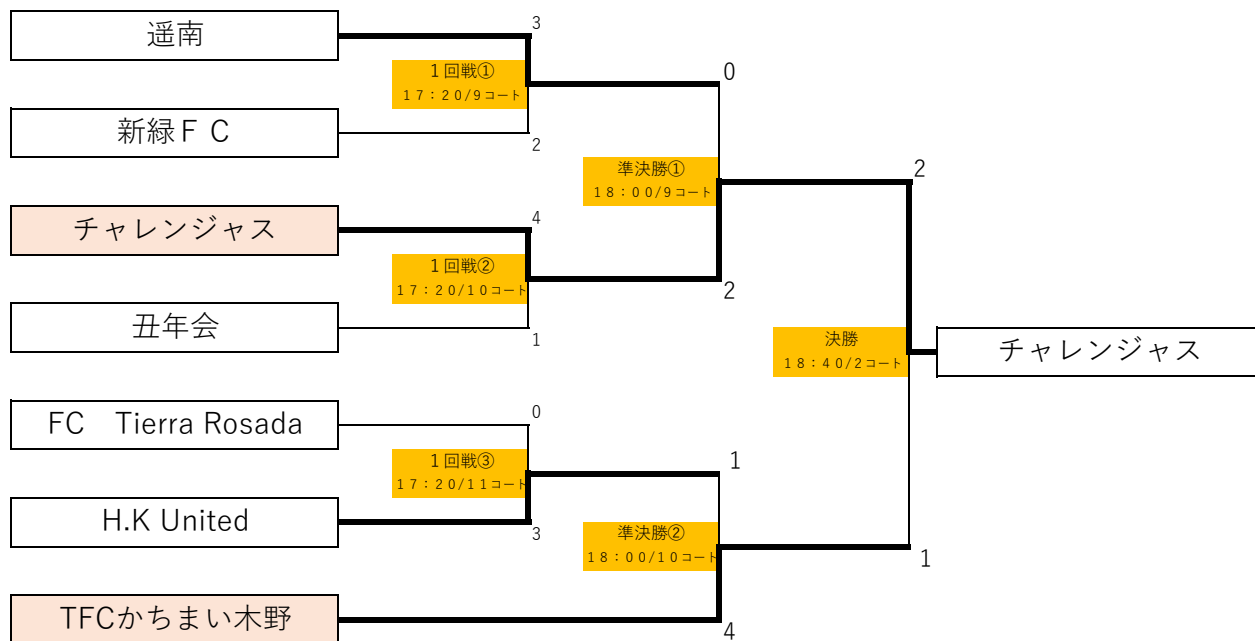 遥南
3
1回戦①
17：20/9コート
0
新緑ＦＣ
2
準決勝①
18：00/9コート
2
チャレンジャス
4
1回戦②
17：20/10コート
2
丑年会
1
決勝
18：40/2コート
チャレンジャス
FC　Tierra Rosada
0
1回戦③
17：20/11コート
1
H.K United
3
準決勝②
18：00/10コート
1
TFCかちまい木野
4